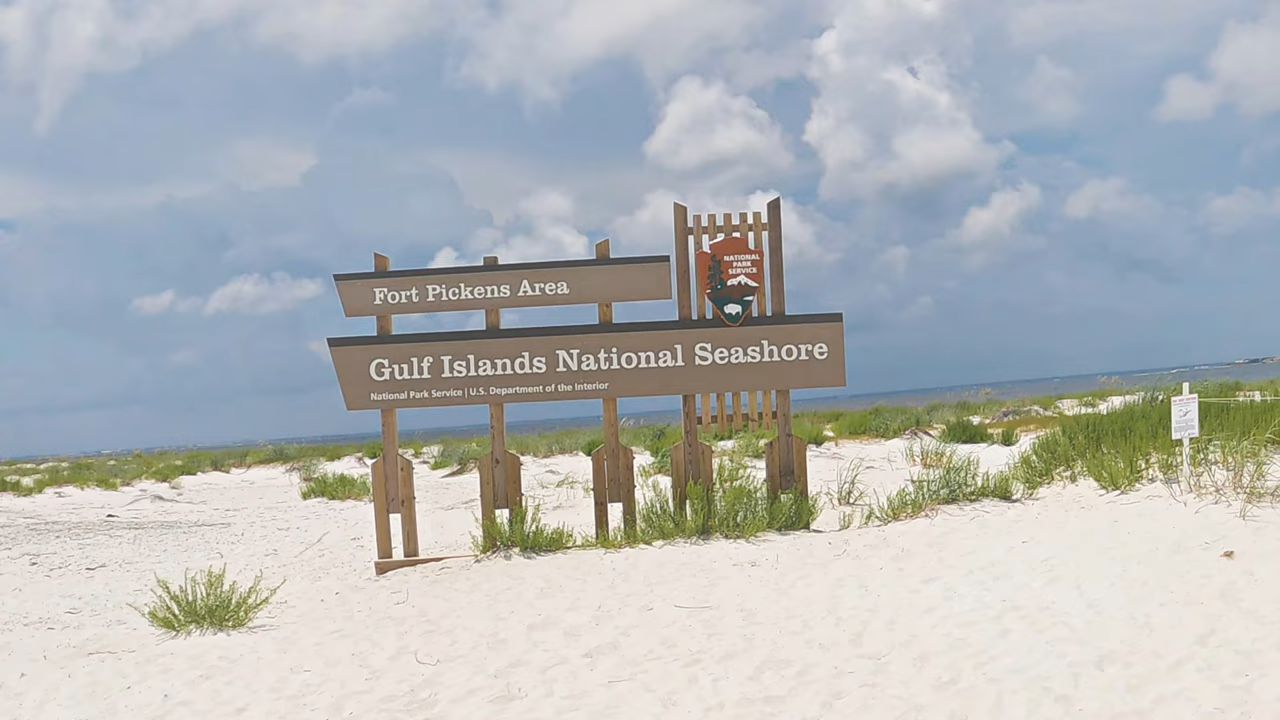 Fort Pickens Area
NATIONAL
PARK
SERVICE
Gulf Islands National Seashore
National Park Service | U.S. Department of the Interior